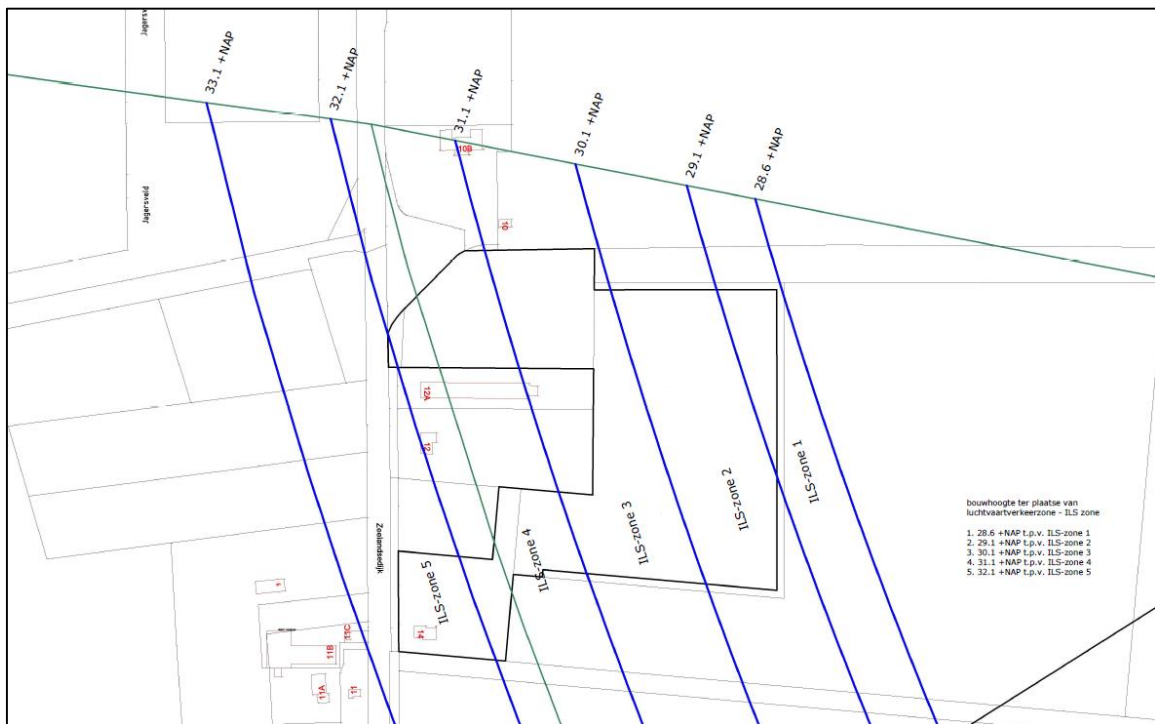 Jagersveld
33.1 +NAP
32.1 +NAP
31.1 +NAP
30.1 +NAP
29.1 +NAP
28.6 +NAP
10B
Jagersveld
10
12A
12
ILS-zone 1
ILS-zone 2
ILS-zone 3
ILS-zone 4
ILS-zone 5
Zeelandsedijk
bouwhoogte ter plaatse van
luchtvaartverkeerzone - ILS zone
1. 28.6 +NAP t.p.v. ILS-zone 1
2. 29.1 +NAP t.p.v. ILS-zone 2
3. 30.1 +NAP t.p.v. ILS-zone 3
4. 31.1 +NAP t.p.v. ILS-zone 4
5. 32.1 +NAP t.p.v. ILS-zone 5
14
11C
11B
11A
11